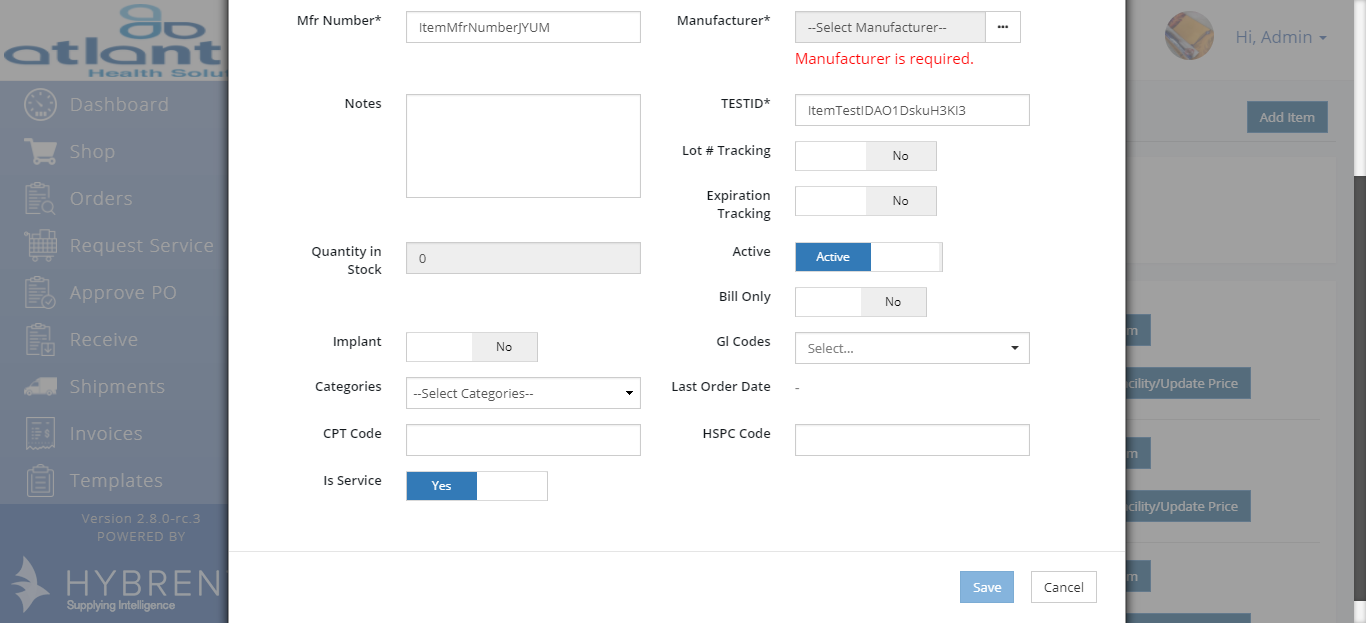 atlant
Health Solu
Hi, Admin
Dashboard
Shop
Orders
Request Service
Approve PO
Receive
Shipments
Invoices
Templates
Version 2.8.0-rc.3
POWERED BY
HYBREN
Supplying Intelligence
Mfr Number*
ItemMfrNumberJYUM
Manufacturer*
--Select Manufacturer--
...
Manufacturer is required.
Notes
TESTID*
ItemTestIDAO1DskuH3KI3
Lot # Tracking
No
Expiration
Tracking
No
Quantity in
Stock
0
Active
Active
Bill Only
No
Implant
No
Gl Codes
Select...
Categories
--Select Categories--
Last Order Date
-
CPT Code
HSPC Code
Is Service
Yes
Save
Cancel
Add Item
m
cility/Update Price
m
cility/Update Price
m